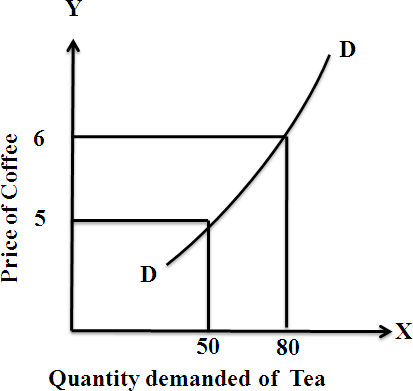 Y
D
6
Price of Coffee
5
D
X
50 80
Quantity demanded of Tea